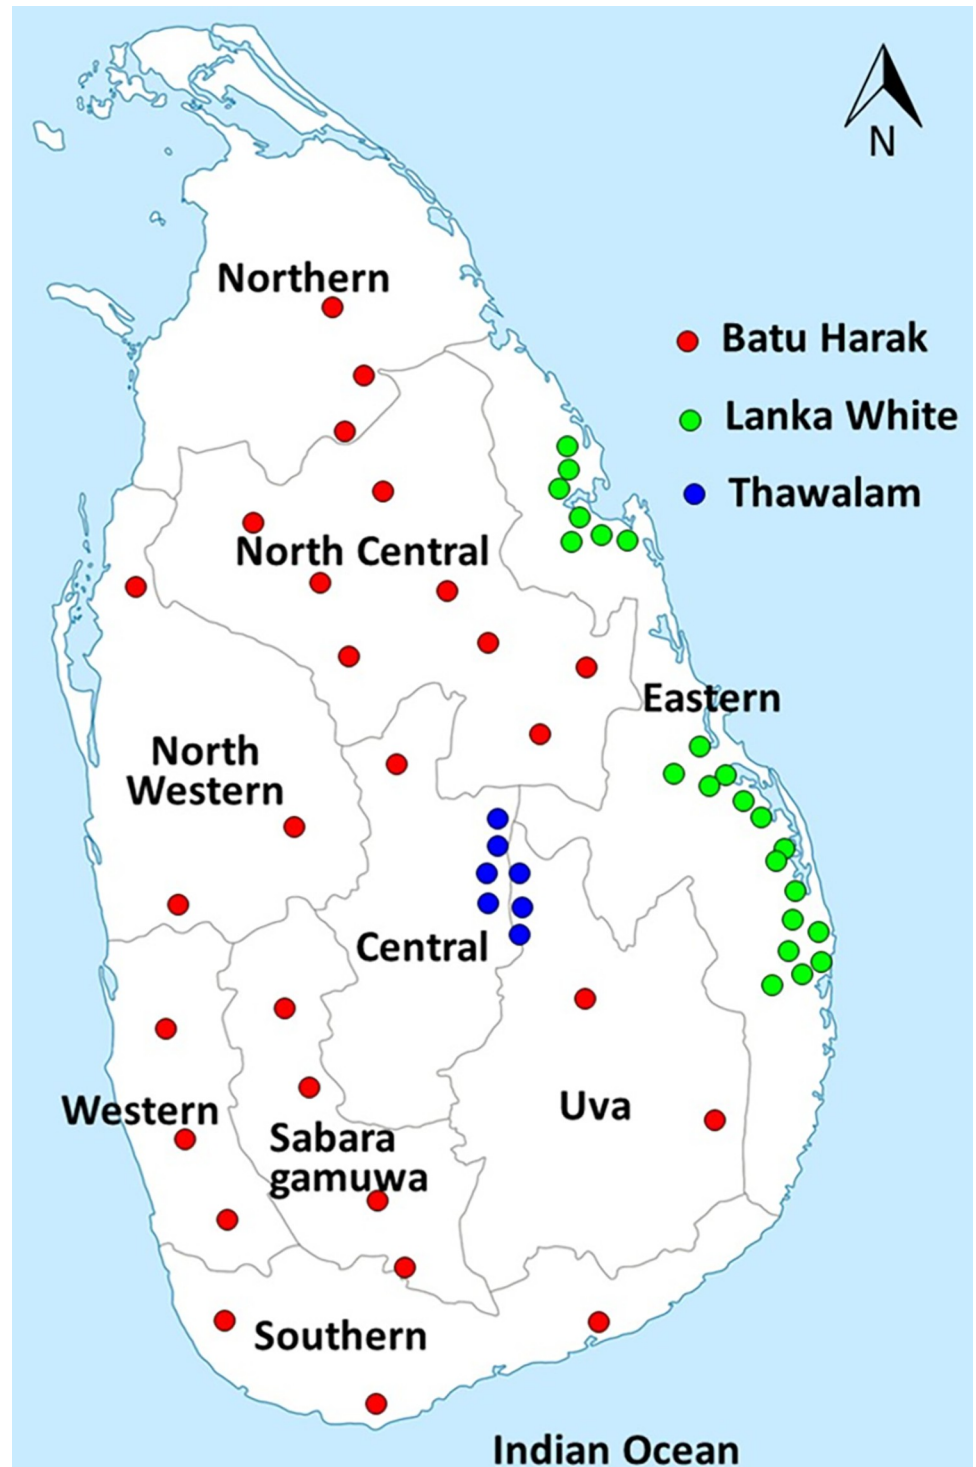 N
Northern
Batu Harak
Lanka White
Thawalam
North Central
Eastern
North
Western
Central
Western
Uva
Sabara
gamuwa
Southern
Indian Ocean